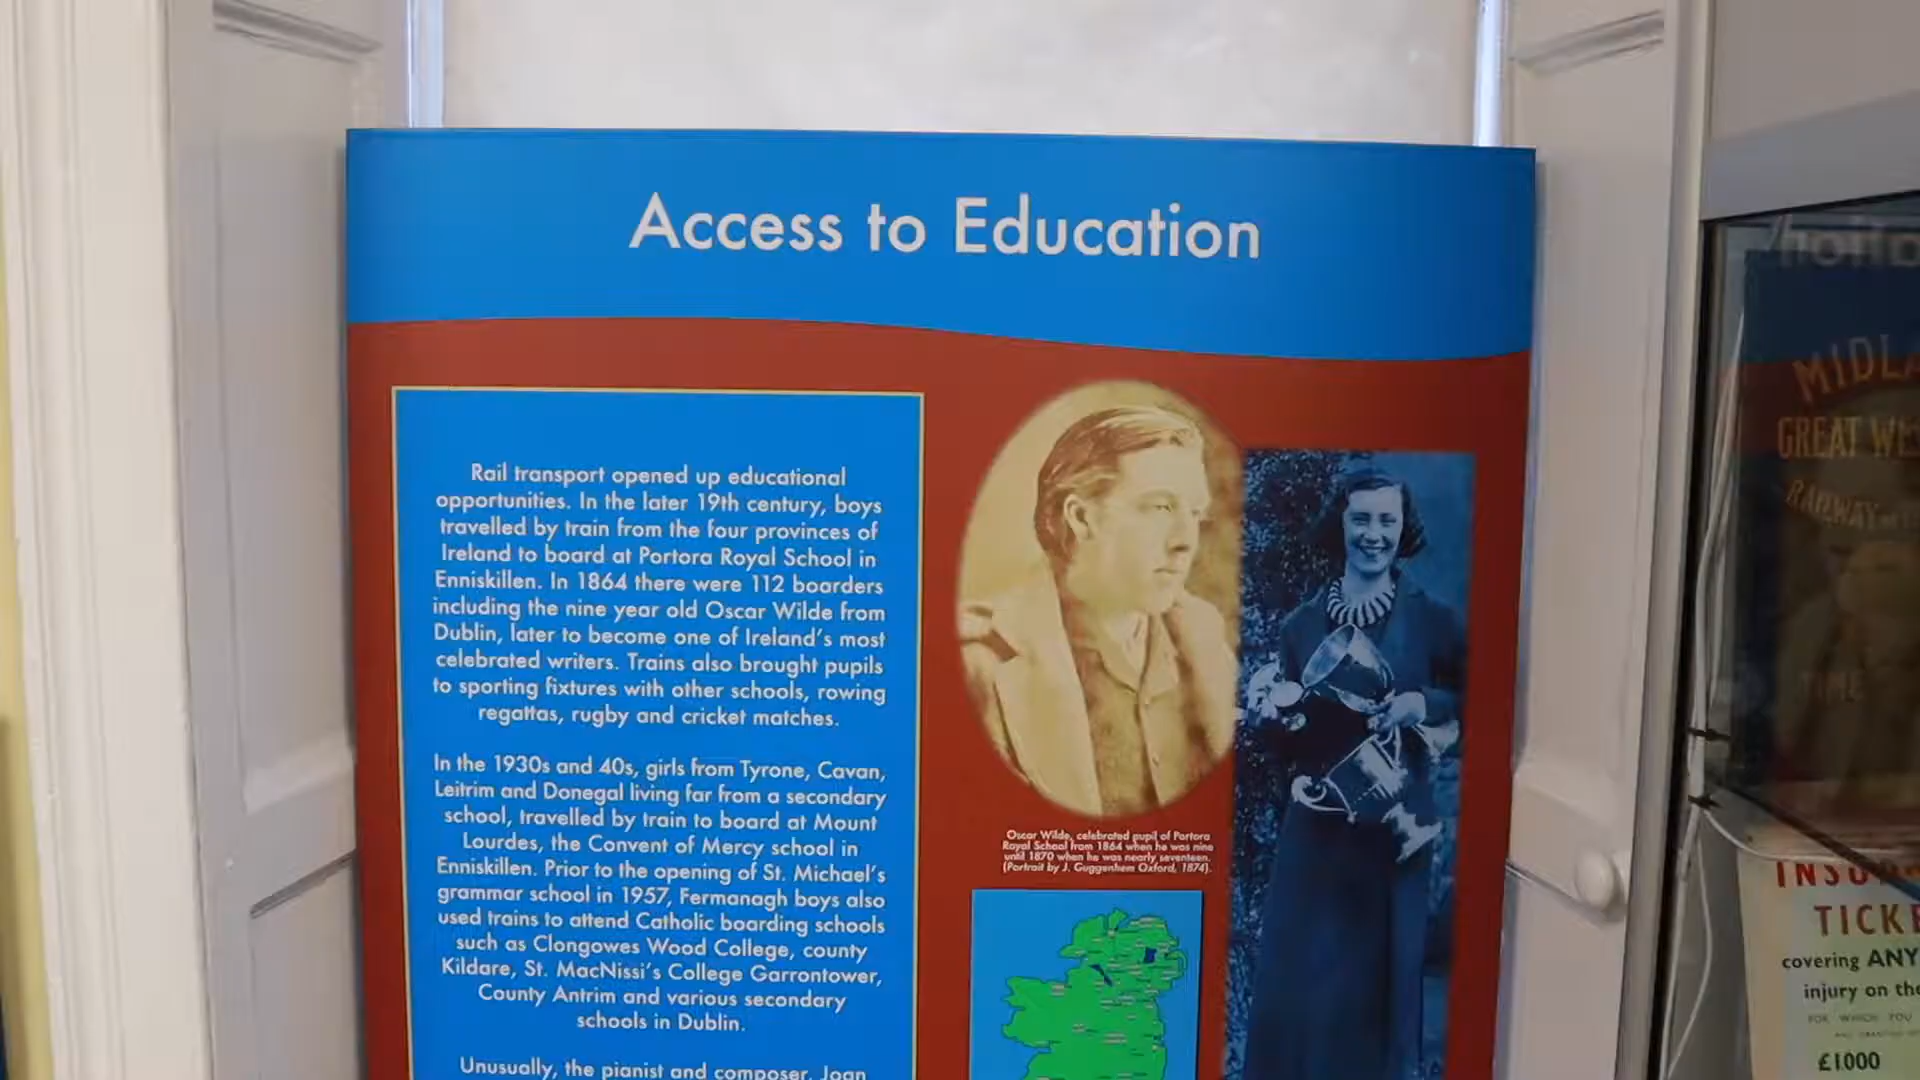 Access to Education
Rail transport opened up educational
opportunities. In the later 19th century, boys
travelled by train from the four provinces of
Ireland to board at Portora Royal School in
Enniskillen. In 1864 there were 112 boarders
including the nine year old Oscar Wilde from
Dublin, later to become one of Ireland's most
celebrated writers. Trains also brought pupils
to sporting fixtures with other schools, rowing
regattas, rugby and cricket matches.
In the 1930s and 40s, girls from Tyrone, Cavan,
Leitrim and Donegal living far from a secondary
school, travelled by train to board at Mount
Lourdes, the Convent of Mercy school in
Enniskillen. Prior to the opening of St. Michael's
grammar school in 1957, Fermanagh boys also
used trains to attend Catholic boarding schools
such as Clongowes Wood College, county
Kildare, St. MacNissi's College Garrontower,
County Antrim and various secondary
schools in Dublin.
Unusually, the pianist and composer, Joan
Oscar Wilde, celebrated pupil of Portora
Royal School from 1864 when he was nine
until 1870 when he was nearly seventeen.
(Portrait by J. Guggenhem Oxford, 1874).
MIDLA
GREAT WES
RAILWAY
TIME
INSU
TICKE
covering ANY
injury on the
FOR WHICH YOU
£1000